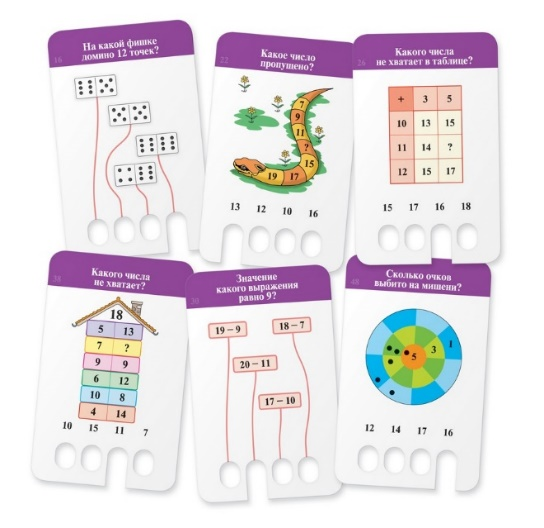 16
На какой фишке
домино 12 точек?
22
Какое число
пропущено?
7
9
11
?
15
17
19
13 12 10 16
26
Какого числа
не хватает в таблице?
+ 3 5
10 13 15
11 14 ?
12 15 17
15 17 16 18
Какого числа
не хватает?
18
5 13
7 ?
9 9
6 12
10 8
4 14
10 15 11 7
30
Значение
какого выражения
равно 9?
19 – 9
18 – 7
20 – 11
17 – 10
Сколько очков
выбито на мишени?
5
3
1
12 14 17 16